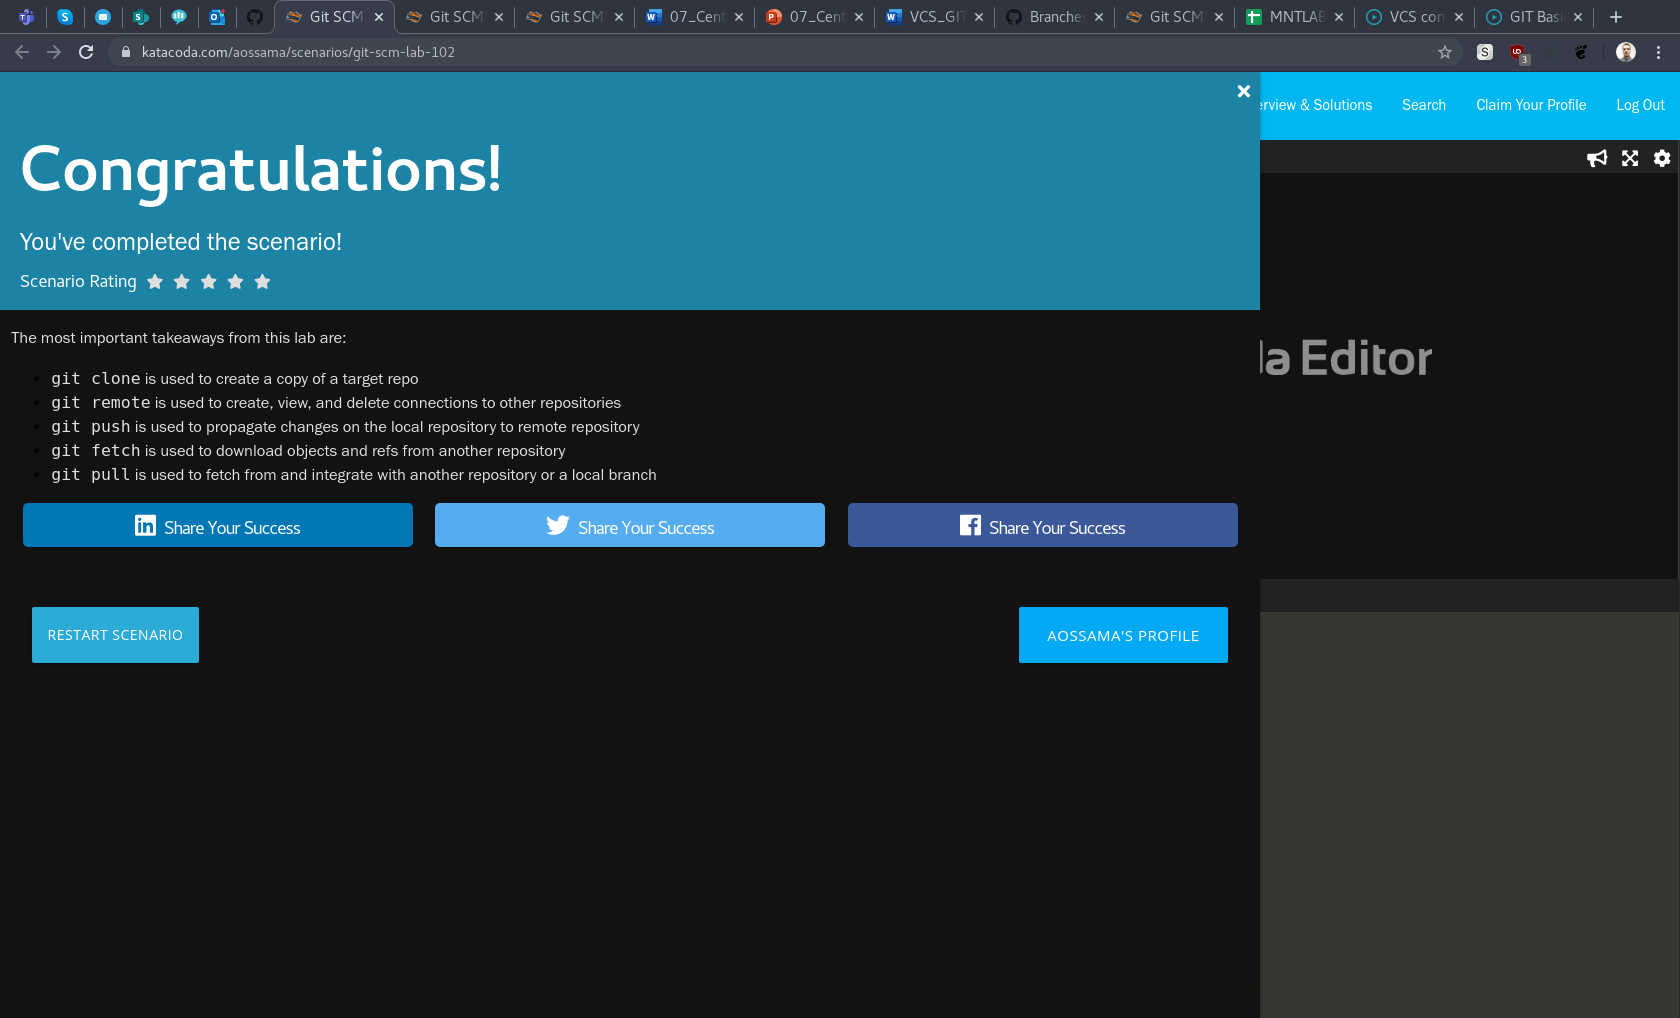 Git SCM
Git SCM
Git SCM
07_Cent
07_Cent
VCS_GIT
Branches
Git SCM
MNTLAB
VCS con
GIT Basi
katacoda.com/aossama/scenarios/git-scm-lab-102
S
3
erview & Solutions
Search
Claim Your Profile
Log Out
Congratulations!
You've completed the scenario!
Scenario Rating
da Editor
The most important takeaways from this lab are:
git clone is used to create a copy of a target repo
git remote is used to create, view, and delete connections to other repositories
git push is used to propagate changes on the local repository to remote repository
git fetch is used to download objects and refs from another repository
git pull is used to fetch from and integrate with another repository or a local branch
Share Your Success
Share Your Success
Share Your Success
RESTART SCENARIO
AOSSAMA'S PROFILE